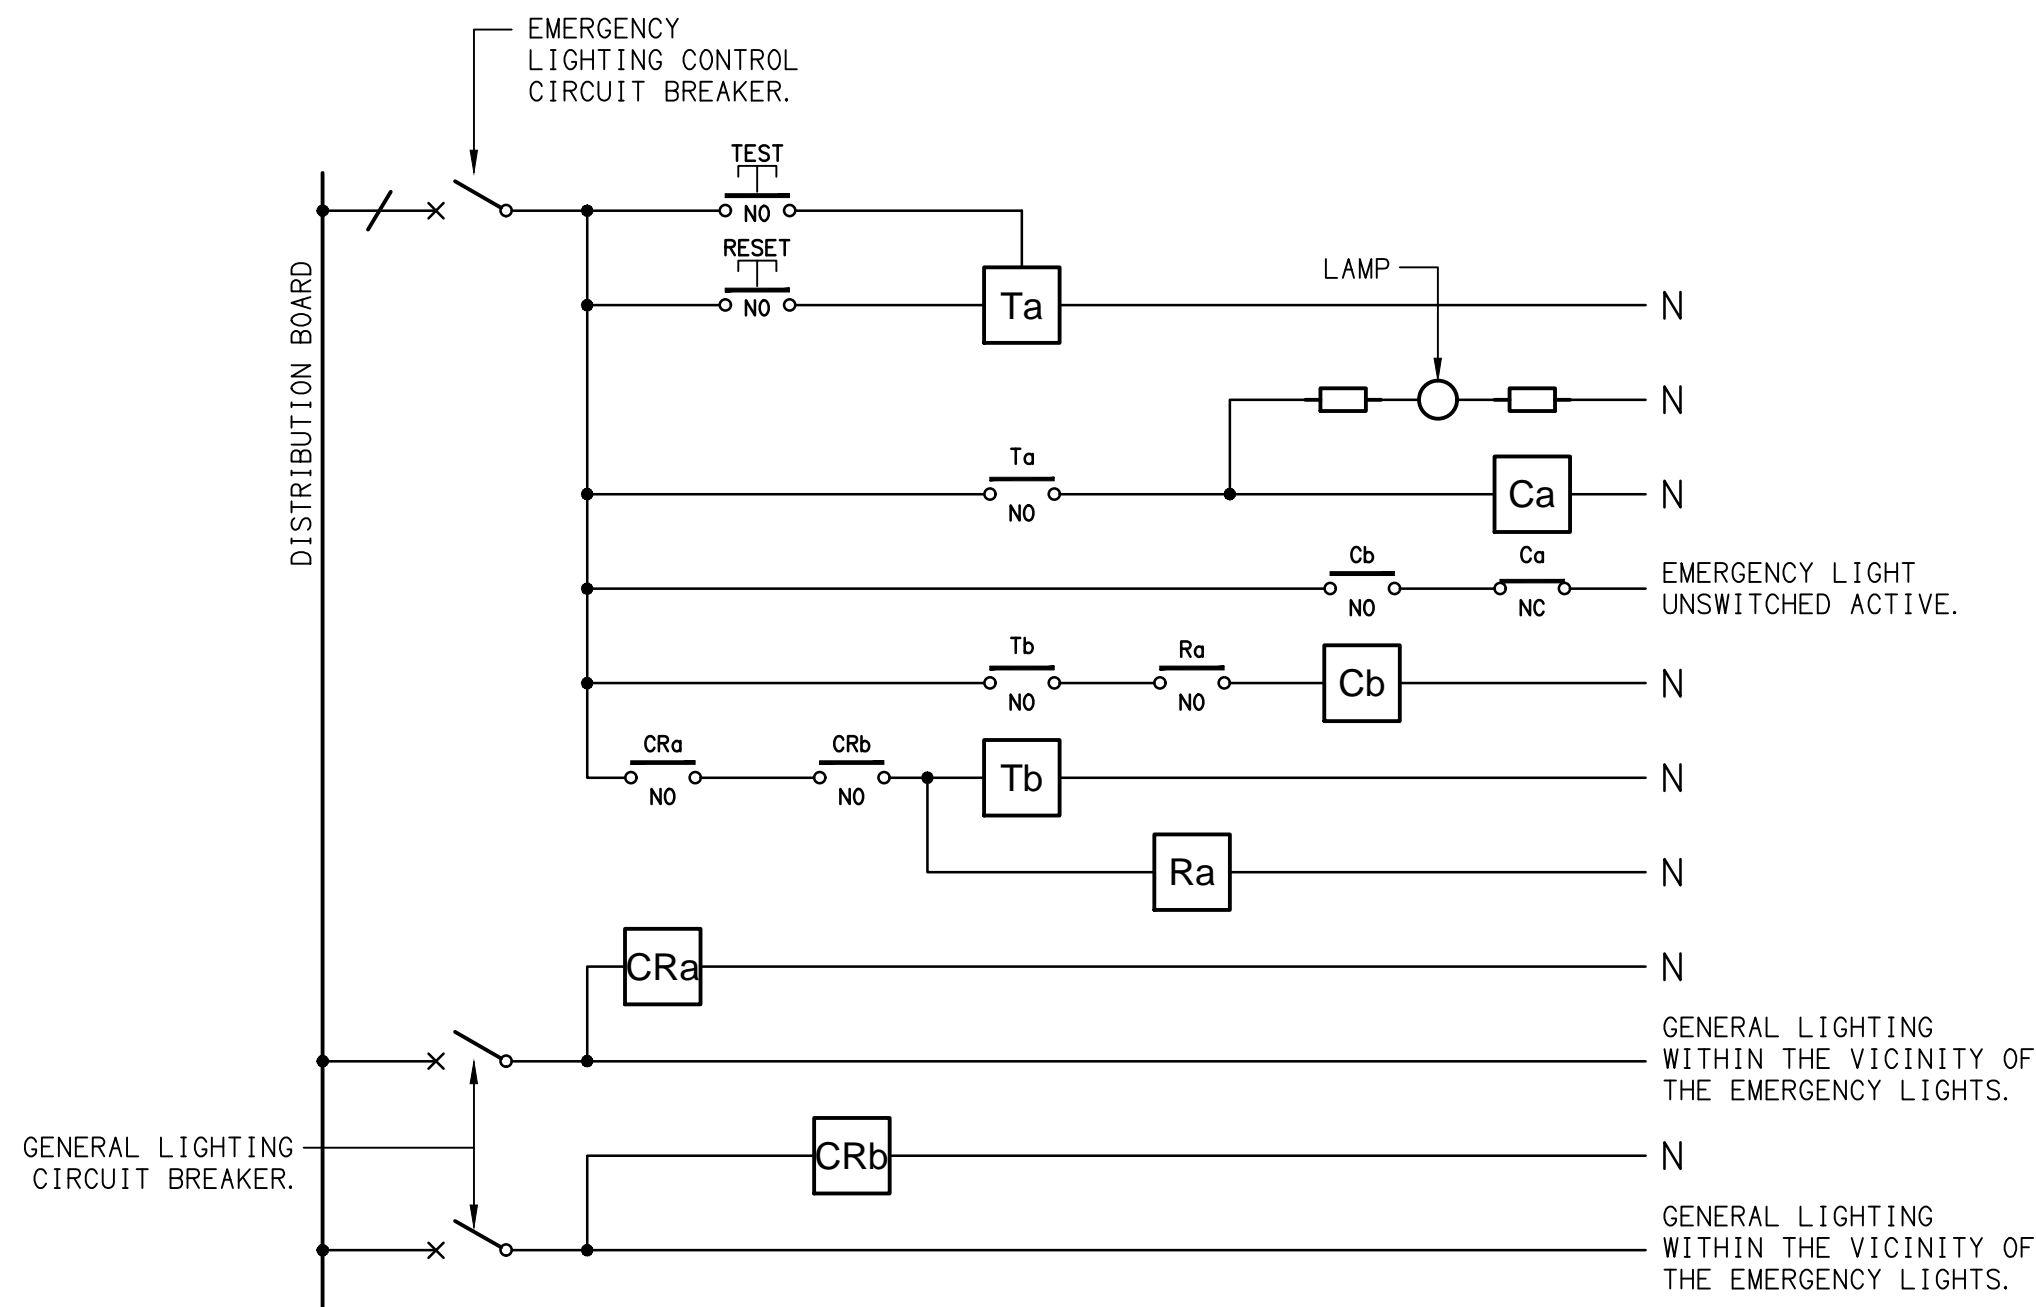 EMERGENCY
LIGHTING CONTROL
CIRCUIT BREAKER.
TEST
NO
RESET
NO
DISTRIBUTION BOARD
Ta
N
LAMP
N
Ta
NO
Ca
N
Cb
NO
Ca
NC
EMERGENCY LIGHT
UNSWITCHED ACTIVE.
Tb
NO
Ra
NO
Cb
N
CRa
NO
CRb
NO
Tb
N
Ra
N
CRa
N
GENERAL LIGHTING
WITHIN THE VICINITY OF
THE EMERGENCY LIGHTS.
GENERAL LIGHTING
CIRCUIT BREAKER.
CRb
N
GENERAL LIGHTING
WITHIN THE VICINITY OF
THE EMERGENCY LIGHTS.